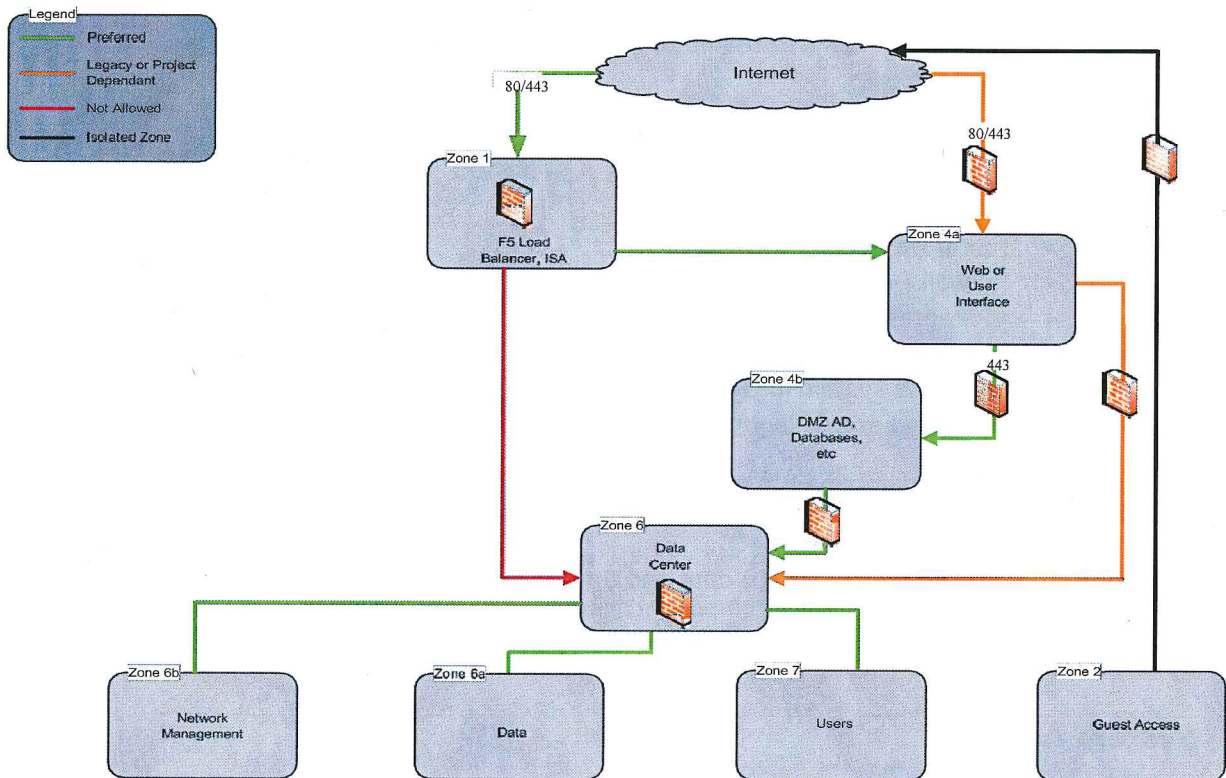 Legend
Preferred
Legacy or Project
Dependant
Not Allowed
Isolated Zone
Internet
80/443
80/443
Zone 1
F5 Load
Balancer, ISA
Zone 4a
Web or
User
Interface
443
Zone 4b
DMZ AD,
Databases,
etc
Zone 6
Data
Center
Zone 6b
Network
Management
Zone 6a
Data
Zone 7
Users
Zone 2
Guest Access